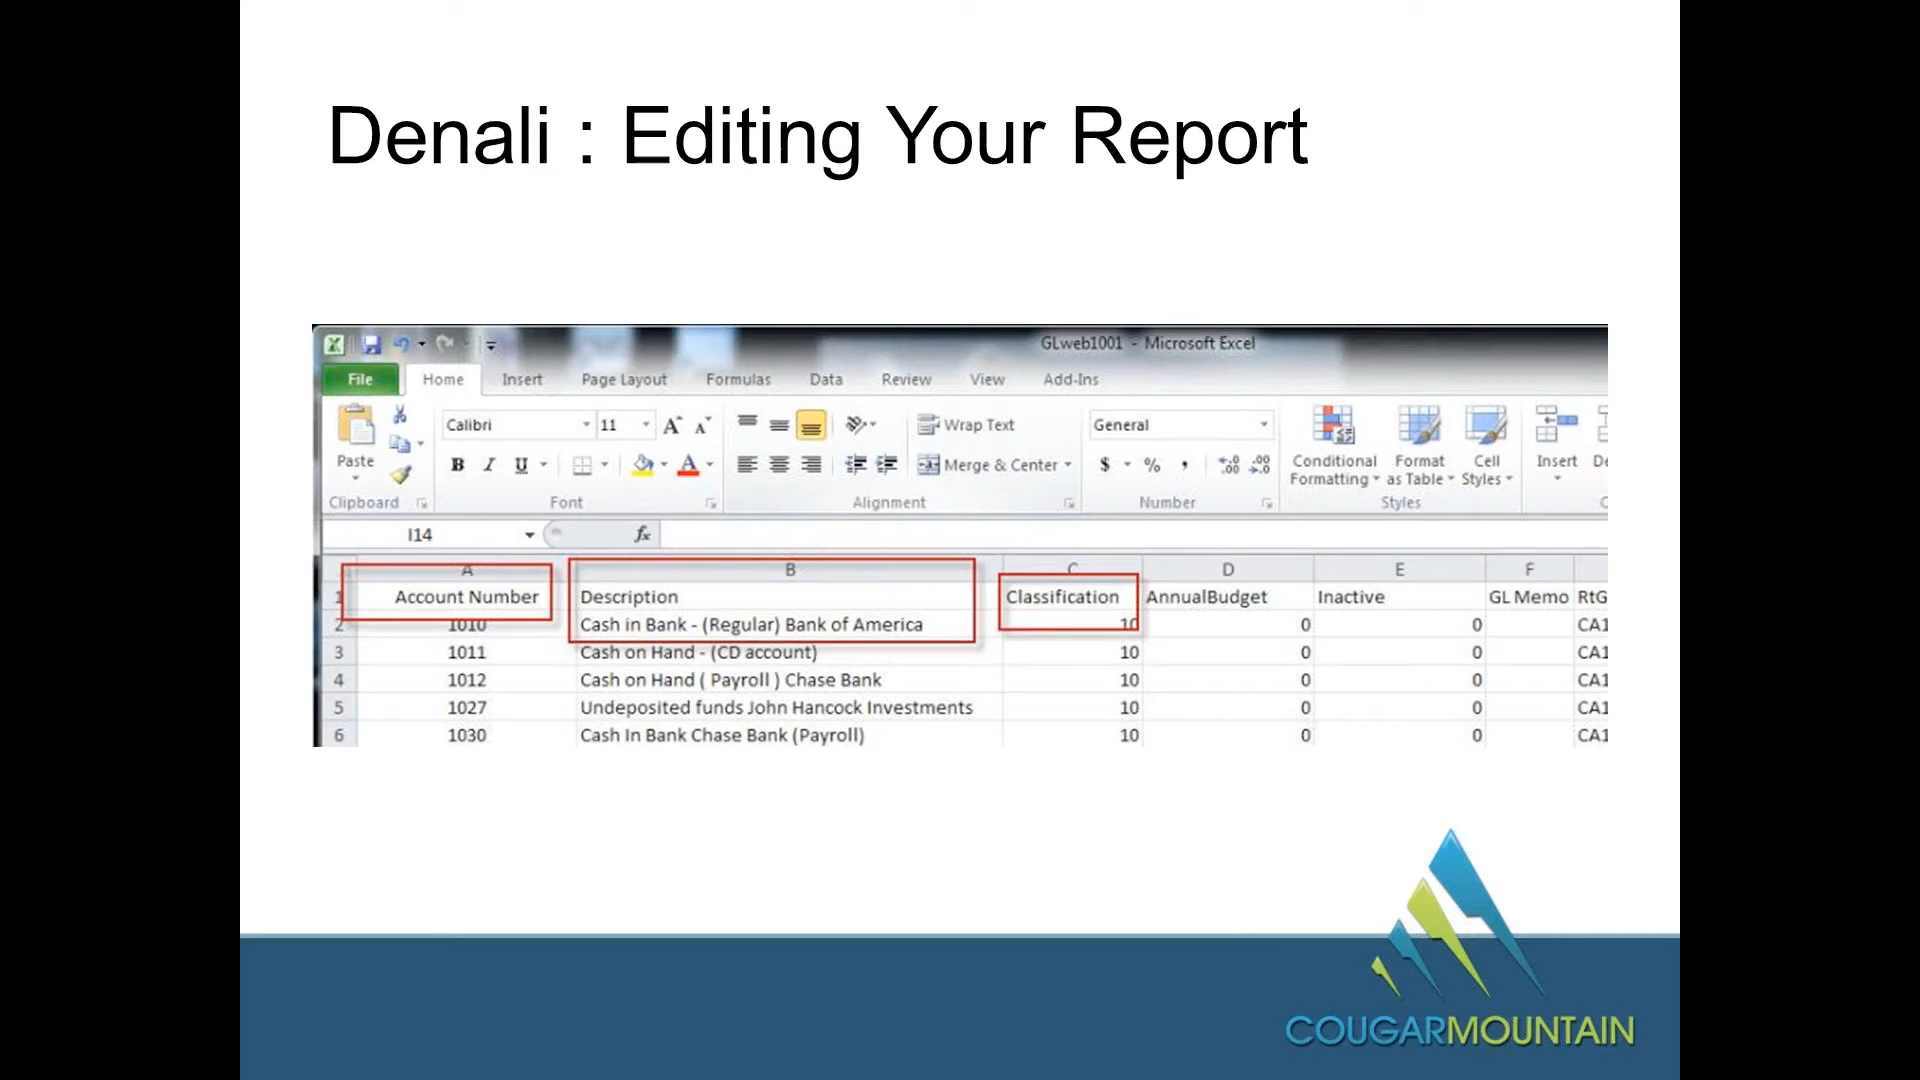 Denali : Editing Your Report
GLweb1001 - Microsoft Excel
File Home Insert Page Layout Formulas Data Review View Add-Ins
Calibri 11 A A Wrap Text General
Paste B I U A Merge & Center $ % , .00 .0 Conditional Formatting Format as Table Cell Styles Insert
Clipboard Font Alignment Number Styles
I14 fx
A B C D E F
1 Account Number Description Classification AnnualBudget Inactive GL Memo RtG
2 1010 Cash in Bank - (Regular) Bank of America 10 0 0 CA1
3 1011 Cash on Hand - (CD account) 10 0 0 CA1
4 1012 Cash on Hand ( Payroll ) Chase Bank 10 0 0 CA1
5 1027 Undeposited funds John Hancock Investments 10 0 0 CA1
6 1030 Cash In Bank Chase Bank (Payroll) 10 0 0 CA1
COUGARMOUNTAIN